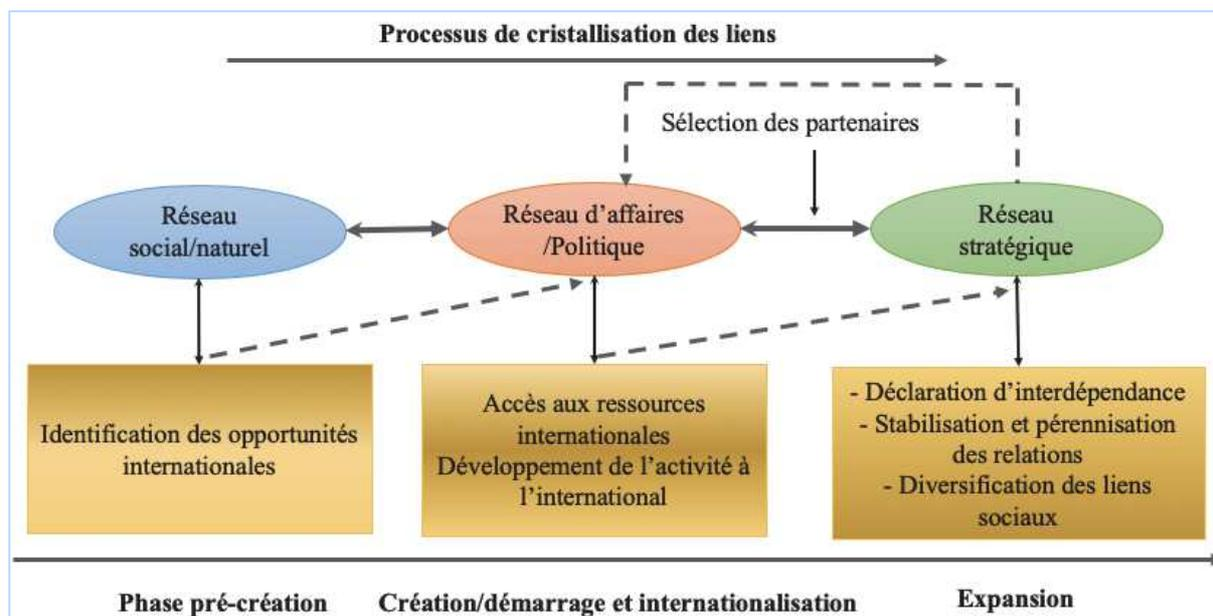 Processus de cristallisation des liens
Sélection des partenaires
Réseau
social/naturel
Réseau d’affaires
/Politique
Réseau
stratégique
Identification des opportunités
internationales
Accès aux ressources
internationales
Développement de l’activité à
l’international
- Déclaration d’interdépendance
- Stabilisation et pérennisation
des relations
- Diversification des liens
sociaux
Phase pré-création
Création/démarrage et internationalisation
Expansion